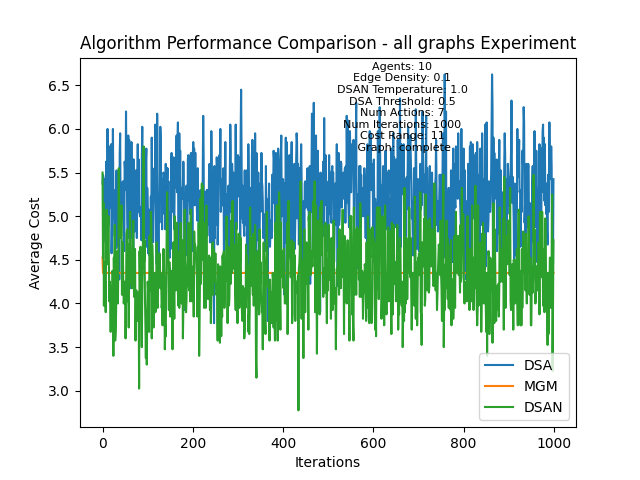 Algorithm Performance Comparison - all graphs Experiment
Agents: 10
Edge Density: 0.1
DSAN Temperature: 1.0
DSA Threshold: 0.5
Num Actions: 7
Num Iterations: 1000
Cost Range: 11
Graph: complete
Average Cost
6.5
6.0
5.5
5.0
4.5
4.0
3.5
3.0
DSA
MGM
DSAN
0
200
400
600
800
1000
Iterations